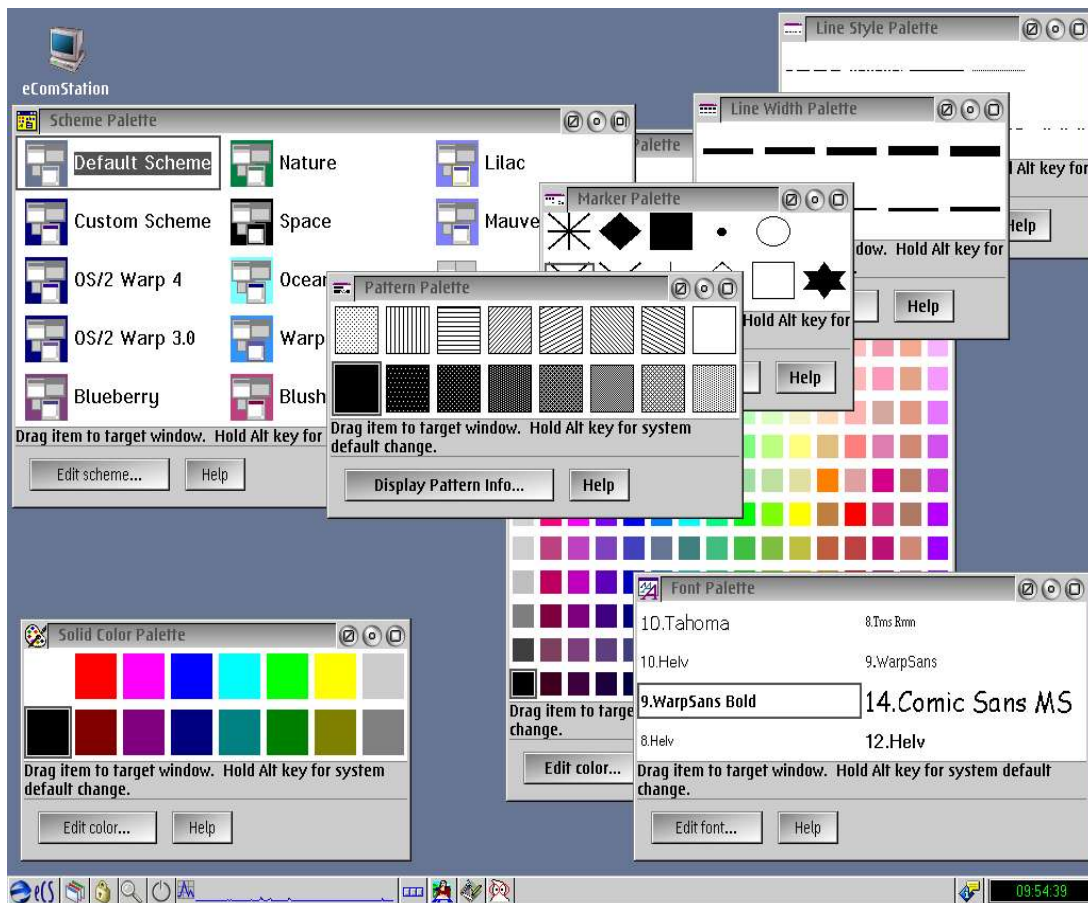 eComStation
Line Style Palette
Alt key for
Help
Line Width Palette
dow.  Hold Alt key for
Help
Palette
Scheme Palette
Default Scheme
Nature
Lilac
Custom Scheme
Space
Mauve
OS/2 Warp 4
Ocean
OS/2 Warp 3.0
Warp
Blueberry
Blush
Drag item to target window.  Hold Alt key for
Edit scheme...
Help
Marker Palette
Hold Alt key for
Help
Pattern Palette
Drag item to target window.  Hold Alt key for system
default change.
Display Pattern Info...
Help
Drag item to targe
change.
Edit color...
Solid Color Palette
Drag item to target window.  Hold Alt key for system
default change.
Edit color...
Help
Font Palette
10.Tahoma
8.Tms Rmn
10.Helv
9.WarpSans
9.WarpSans Bold
14.Comic Sans MS
8.Helv
12.Helv
Drag item to target window.  Hold Alt key for system default
change.
Edit font...
Help
eCS
09:54:39